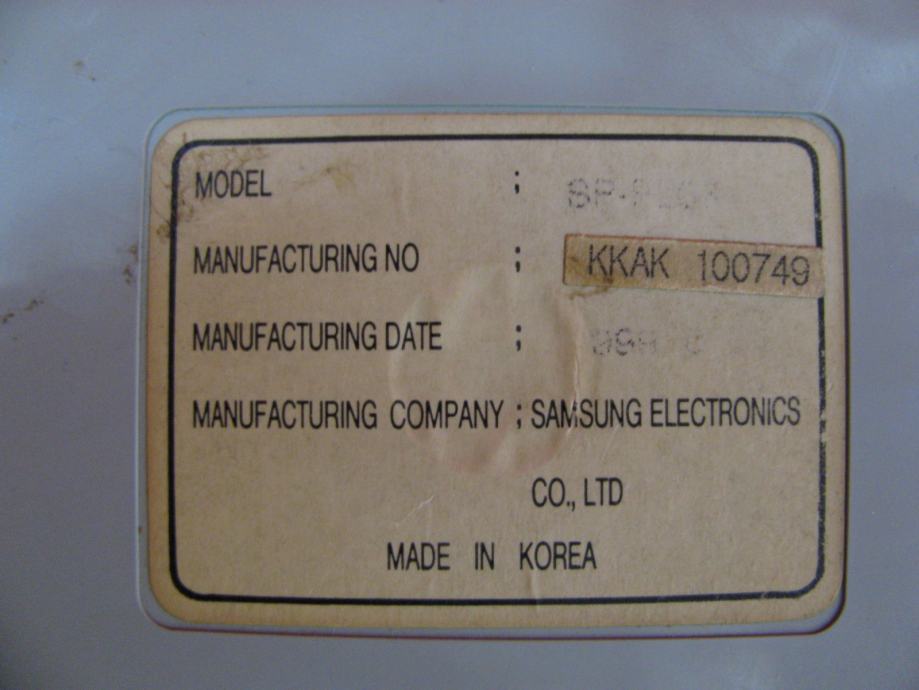 MODEL ;
MANUFACTURING NO ; KKAK 100749
MANUFACTURING DATE ;
MANUFACTURING COMPANY ; SAMSUNG ELECTRONICS
CO., LTD
MADE IN KOREA